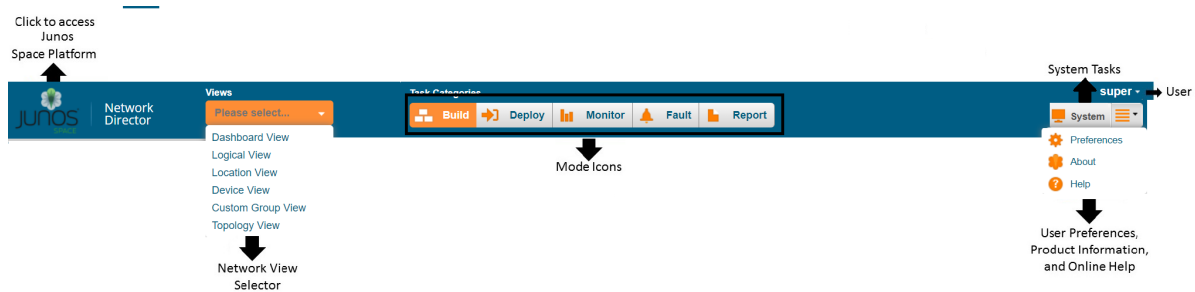 Click to access
Junos
Space Platform
System Tasks
Views
Task Categories
super
User
JUNOS
SPACE
Network
Director
Please select...
Build
Deploy
Monitor
Fault
Report
System
Dashboard View
Logical View
Location View
Device View
Custom Group View
Topology View
Mode Icons
Preferences
About
? Help
Network View
Selector
User Preferences,
Product Information,
and Online Help